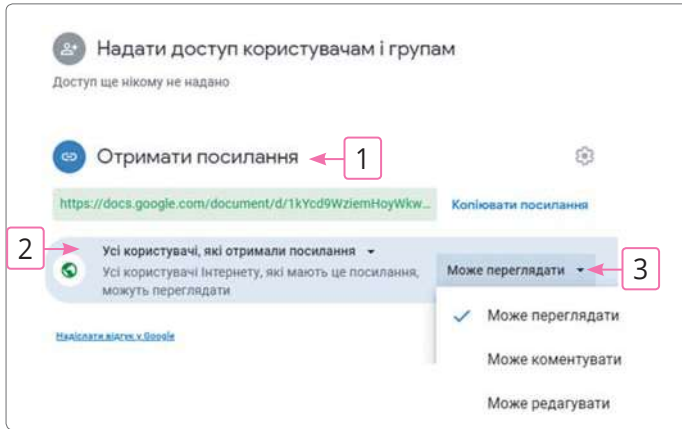 Надати доступ користувачам і групам
Доступ ще нікому не надано
Отримати посилання
1
https://docs.google.com/document/d/1kYcd9WziemHoyWkw...
Копіювати посилання
2
Усі користувачі, які отримали посилання
Усі користувачі Інтернету, які мають це посилання,
можуть переглядати
Може переглядати
3
Надіслати відгук у Google
Може переглядати
Може коментувати
Може редагувати